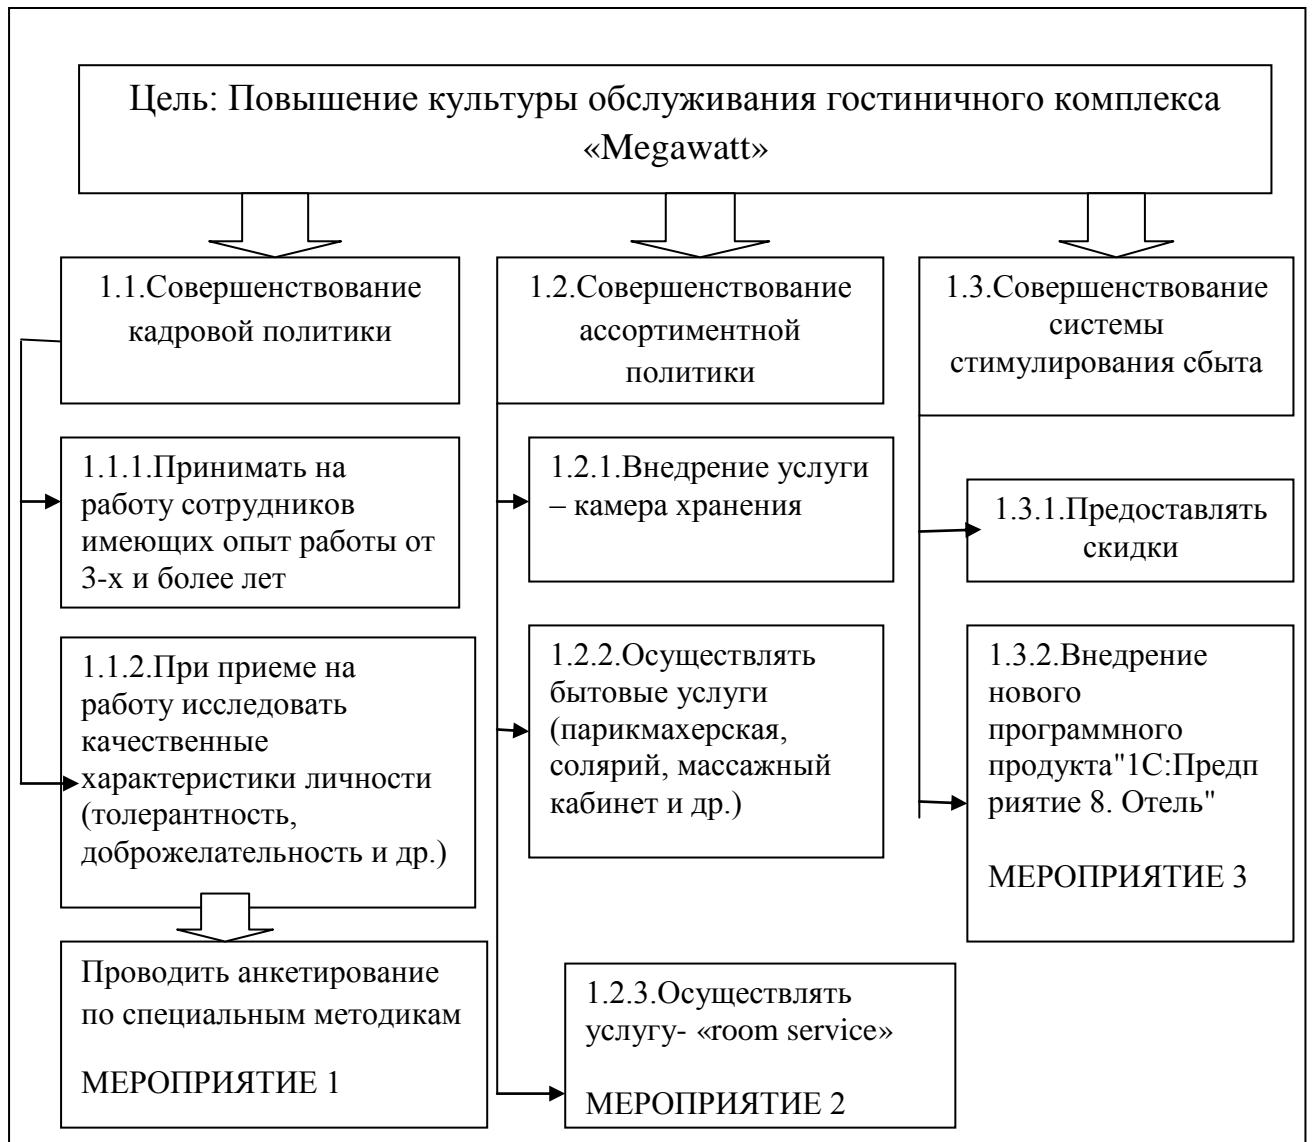 Цель: Повышение культуры обслуживания гостиничного комплекса
«Megawatt»
1.1.Совершенствование
кадровой политики
1.2.Совершенствование
ассортиментной
политики
1.3.Совершенствование
системы
стимулирования сбыта
1.1.1.Принимать на
работу сотрудников
имеющих опыт работы от
3-х и более лет
1.2.1.Внедрение услуги
– камера хранения
1.3.1.Предоставлять
скидки
1.1.2.При приеме на
работу исследовать
качественные
характеристики личности
(толерантность,
доброжелательность и др.)
1.2.2.Осуществлять
бытовые услуги
(парикмахерская,
солярий, массажный
кабинет и др.)
1.3.2.Внедрение
нового
программного
продукта"1С:Предп
риятие 8. Отель"
МЕРОПРИЯТИЕ 3
Проводить анкетирование
по специальным методикам
МЕРОПРИЯТИЕ 1
1.2.3.Осуществлять
услугу- «room service»
МЕРОПРИЯТИЕ 2